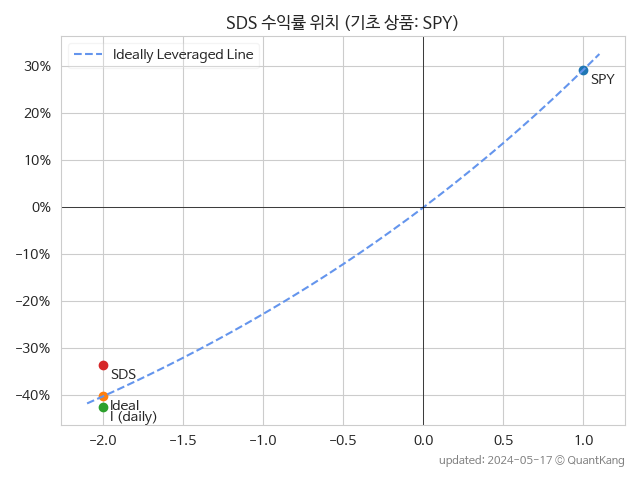 SDS 수익률 위치 (기초 상품: SPY)
Ideally Leveraged Line
30%
20%
10%
0%
−10%
−20%
−30%
−40%
SPY
SDS
Ideal
I (daily)
−2.0 −1.5 −1.0 −0.5 0.0 0.5 1.0
updated: 2024-05-17 © QuantKang